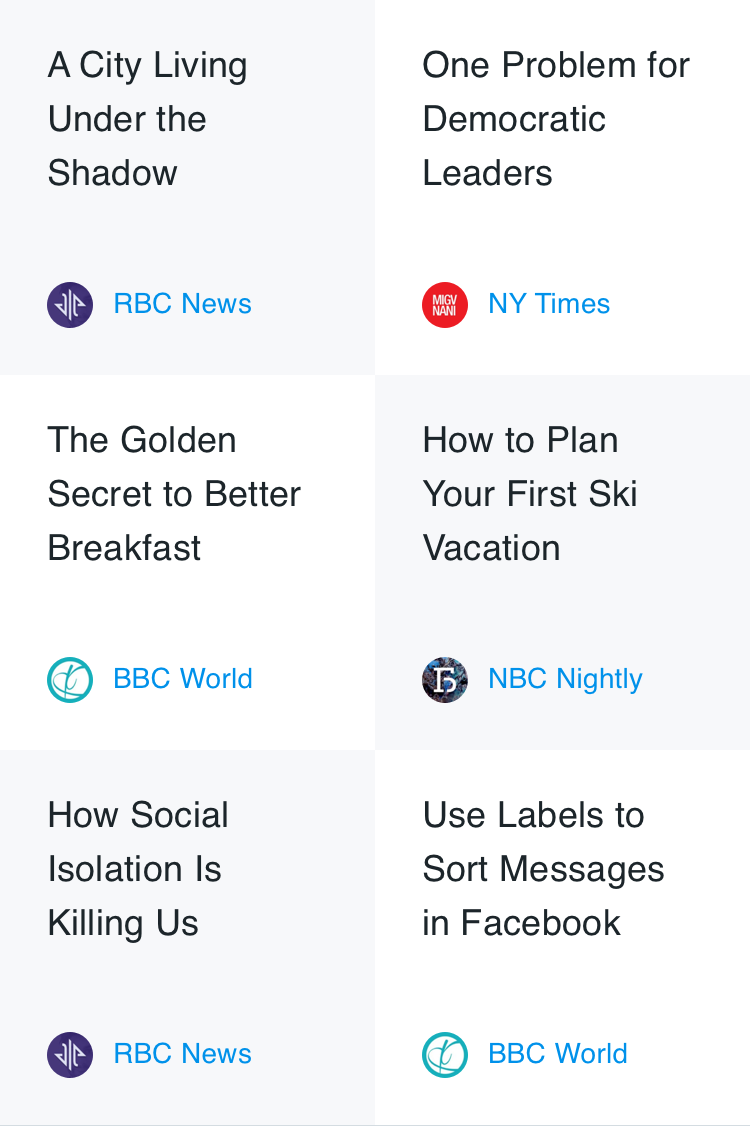 A City Living
Under the
Shadow
RBC News
One Problem for
Democratic
Leaders
MIGV
NANI
NY Times
The Golden
Secret to Better
Breakfast
BBC World
How to Plan
Your First Ski
Vacation
NBC Nightly
How Social
Isolation Is
Killing Us
RBC News
Use Labels to
Sort Messages
in Facebook
BBC World